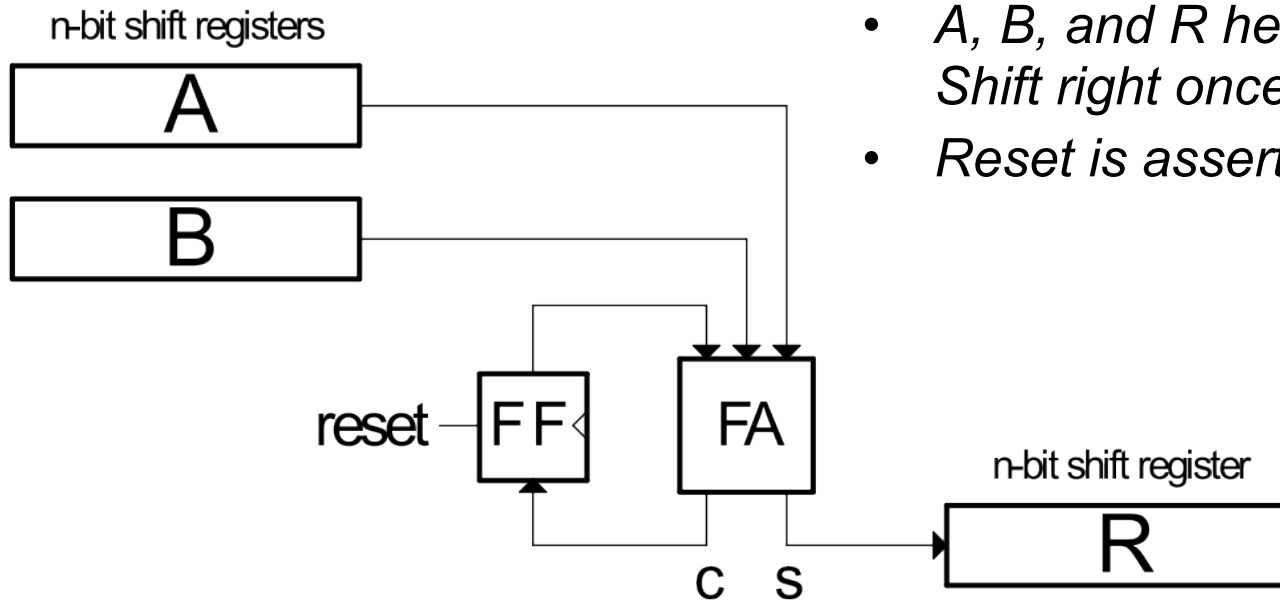 n-bit shift registers
A
B
• A, B, and R he
Shift right once
• Reset is assert
reset
FF
FA
n-bit shift register
R
c s